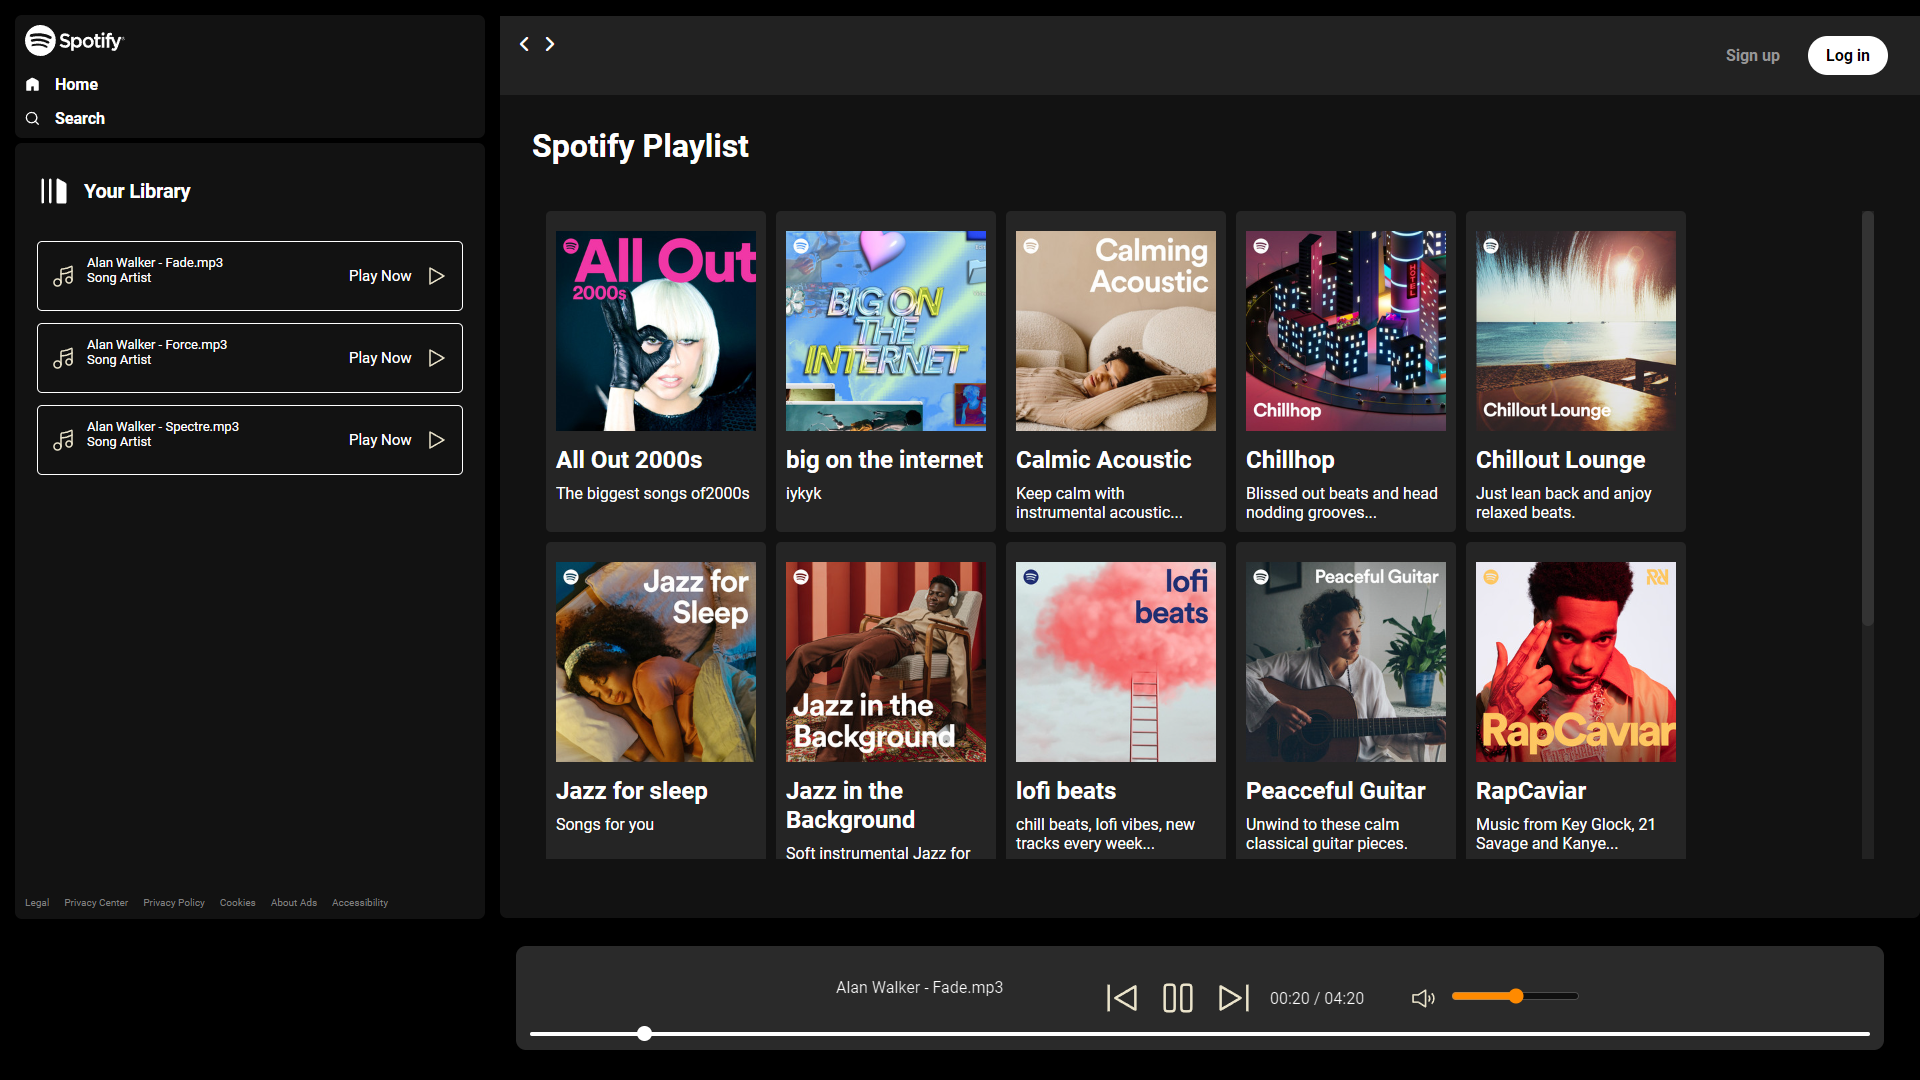 Spotify
Home
Search
Your Library
Alan Walker - Fade.mp3
Song Artist
Play Now
Alan Walker - Force.mp3
Song Artist
Play Now
Alan Walker - Spectre.mp3
Song Artist
Play Now
Legal Privacy Center Privacy Policy Cookies About Ads Accessibility
Sign up
Log in
Spotify Playlist
All Out
2000s
All Out 2000s
The biggest songs of2000s
BIG ON
THE
INTERNET
big on the internet
iykyk
Calming
Acoustic
Calmic Acoustic
Keep calm with
instrumental acoustic...
HOTEL
Chillhop
Chillhop
Blissed out beats and head
nodding grooves...
Chillout Lounge
Chillout Lounge
Just lean back and anjoy
relaxed beats.
Jazz for
Sleep
Jazz for sleep
Songs for you
Jazz in the
Background
Jazz in the
Background
Soft instrumental Jazz for
lofi
beats
lofi beats
chill beats, lofi vibes, new
tracks every week...
Peaceful Guitar
Peacceful Guitar
Unwind to these calm
classical guitar pieces.
RapCaviar
RapCaviar
Music from Key Glock, 21
Savage and Kanye...
Alan Walker - Fade.mp3
00:20 / 04:20